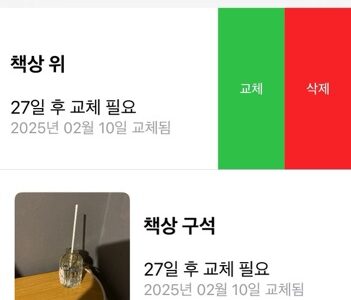 책상 위
27일 후 교체 필요
2025년 02월 10일 교체됨
교체
삭제
책상 구석
27일 후 교체 필요
2025년 02월 10일 교체됨